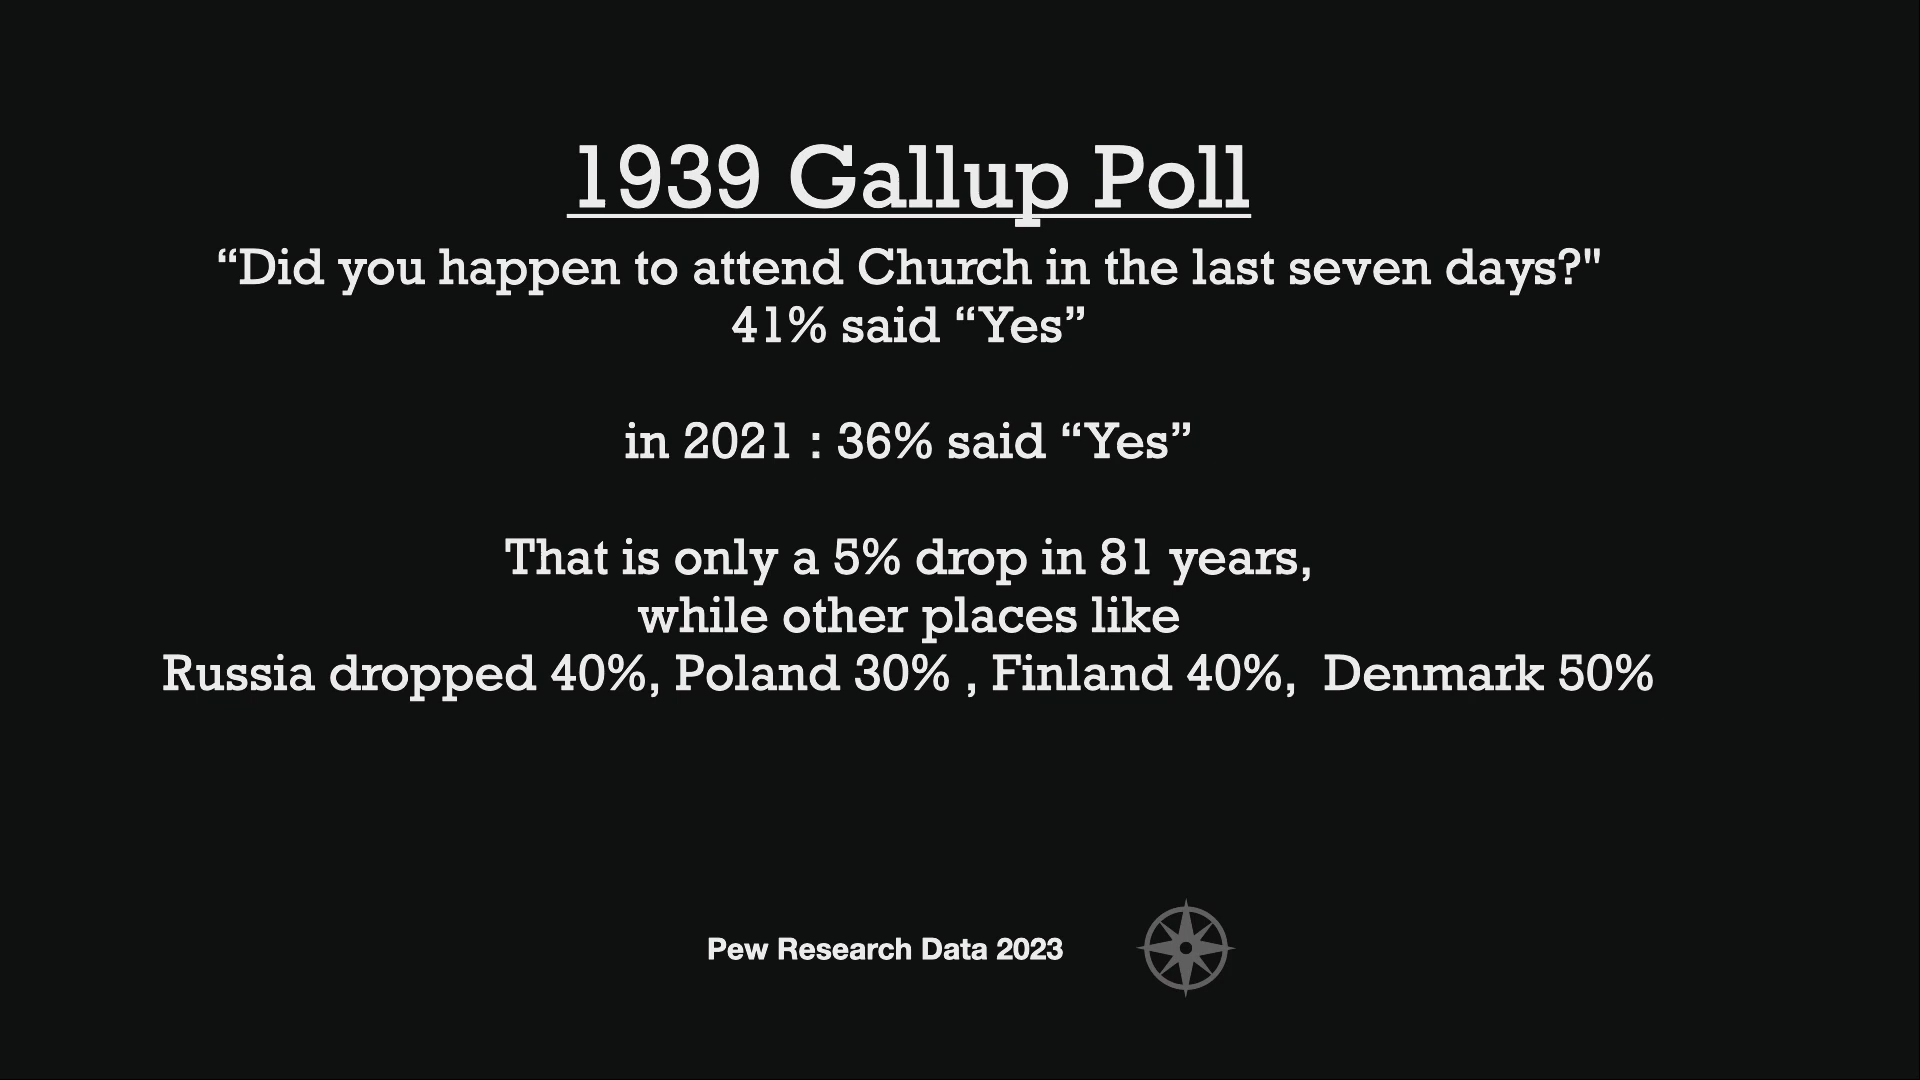 1939 Gallup Poll
“Did you happen to attend Church in the last seven days?"
41% said “Yes”
in 2021 : 36% said “Yes”
That is only a 5% drop in 81 years,
while other places like
Russia dropped 40%, Poland 30% , Finland 40%,  Denmark 50%
Pew Research Data 2023